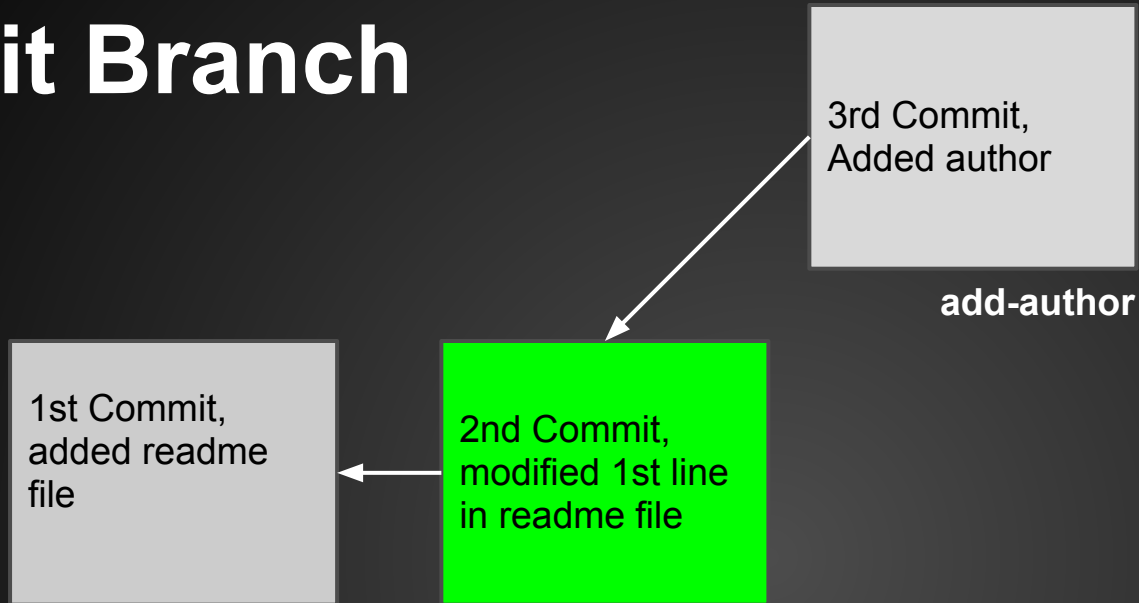 it Branch
3rd Commit,
Added author
add-author
1st Commit,
added readme
file
2nd Commit,
modified 1st line
in readme file